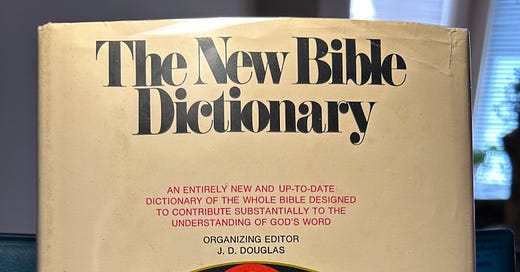 The New Bible
Dictionary
AN ENTIRELY NEW AND UP-TO-DATE
DICTIONARY OF THE WHOLE BIBLE DESIGNED
TO CONTRIBUTE SUBSTANTIALLY TO THE
UNDERSTANDING OF GOD'S WORD
ORGANIZING EDITOR
J. D. DOUGLAS